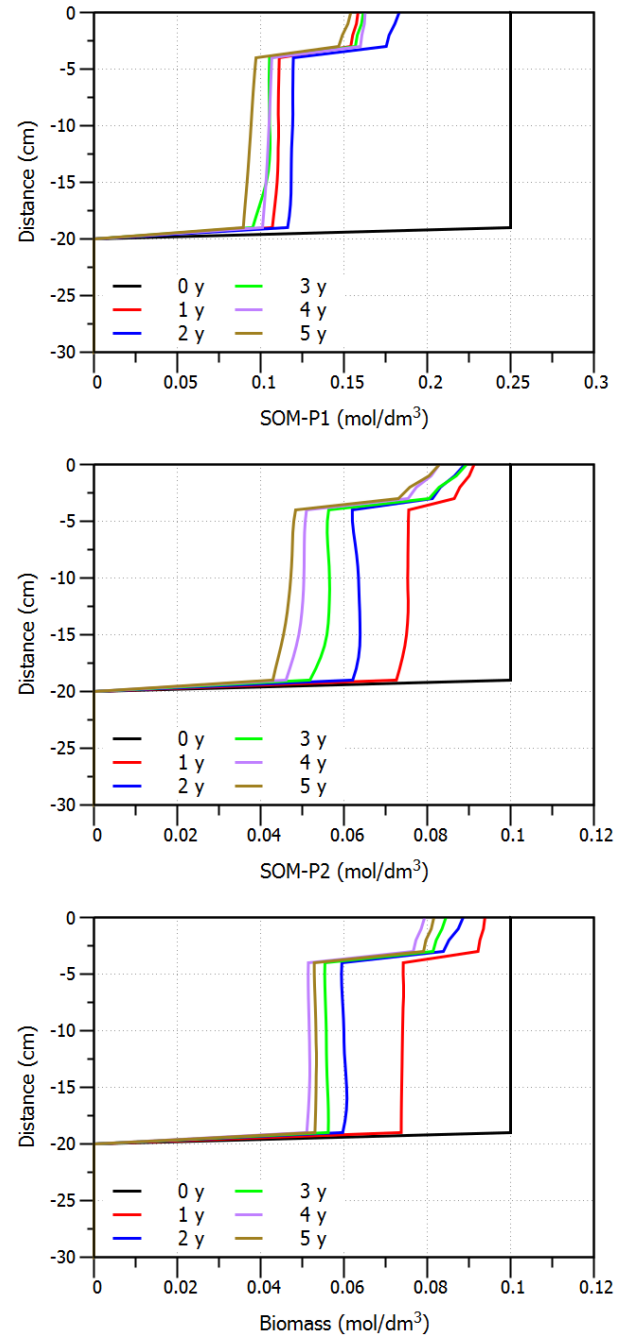 0
-5
-10
-15
-20
-25
-30
Distance (cm)
0 y 3 y
1 y 4 y
2 y 5 y
0 0.05 0.1 0.15 0.2 0.25 0.3
SOM-P1 (mol/dm³)
0
-5
-10
-15
-20
-25
-30
Distance (cm)
0 y 3 y
1 y 4 y
2 y 5 y
0 0.02 0.04 0.06 0.08 0.1 0.12
SOM-P2 (mol/dm³)
0
-5
-10
-15
-20
-25
-30
Distance (cm)
0 y 3 y
1 y 4 y
2 y 5 y
0 0.02 0.04 0.06 0.08 0.1 0.12
Biomass (mol/dm³)